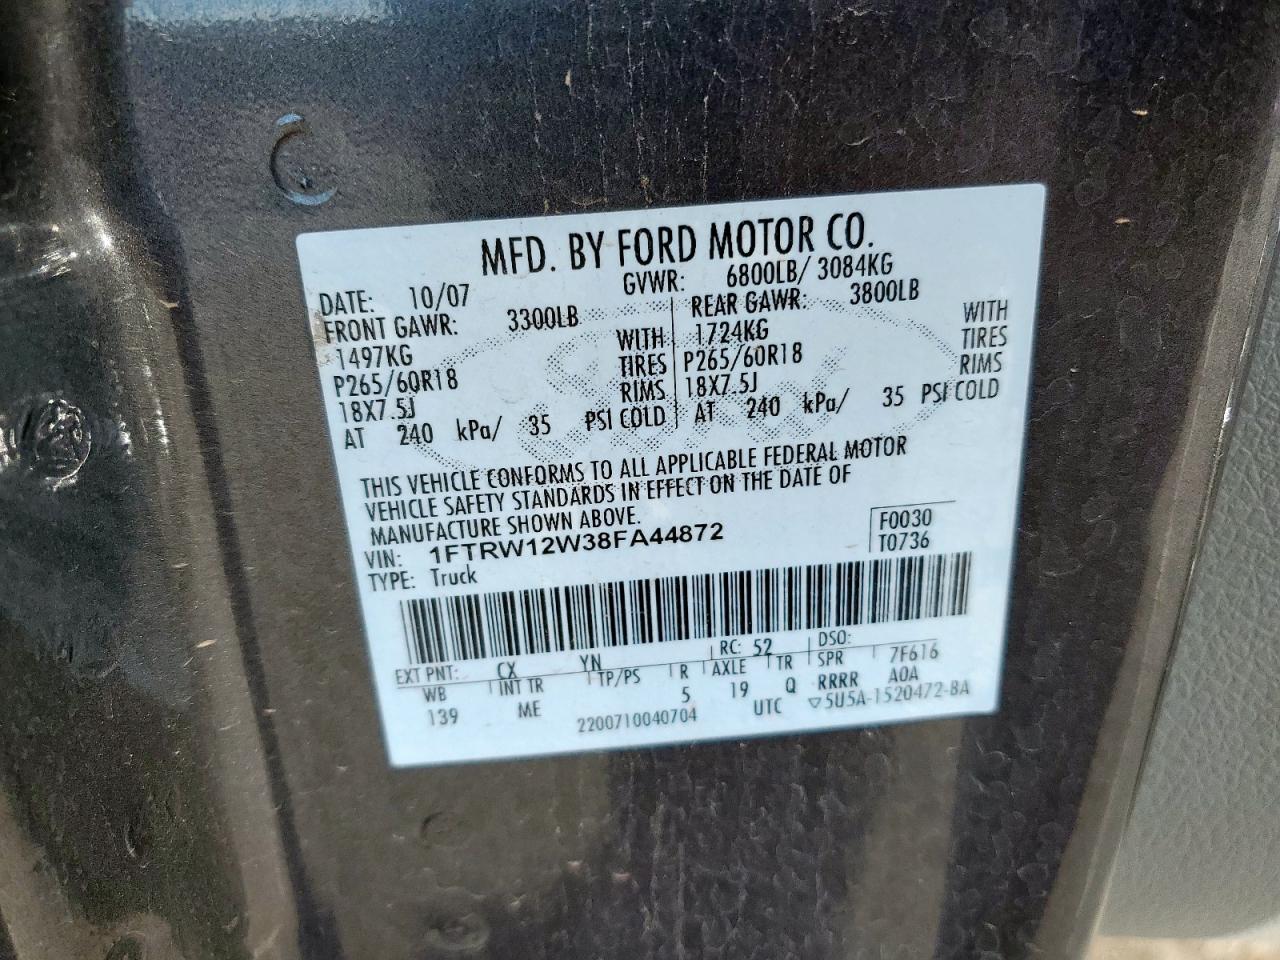 MFD. BY FORD MOTOR CO.
DATE: 10/07 GVWR: 6800LB/ 3084KG
FRONT GAWR: 3300LB REAR GAWR: 3800LB
1497KG WITH 1724KG WITH
P265/60R18 TIRES P265/60R18 TIRES
18X7.5J RIMS 18X7.5J RIMS
AT 240 kPa/ 35 PSI COLD AT 240 kPa/ 35 PSI COLD
THIS VEHICLE CONFORMS TO ALL APPLICABLE FEDERAL MOTOR
VEHICLE SAFETY STANDARDS IN EFFECT ON THE DATE OF
MANUFACTURE SHOWN ABOVE.
VIN: 1FTRW12W38FA44872 F0030
TYPE: Truck T0736
EXT PNT: CX YN RC: 52 DSO:
WB INT TR TP/PS R AXLE TR SPR 7F616
139 ME 5 19 Q RRRR A0A
2200710040704 UTC ▽5U5A-1520472-BA